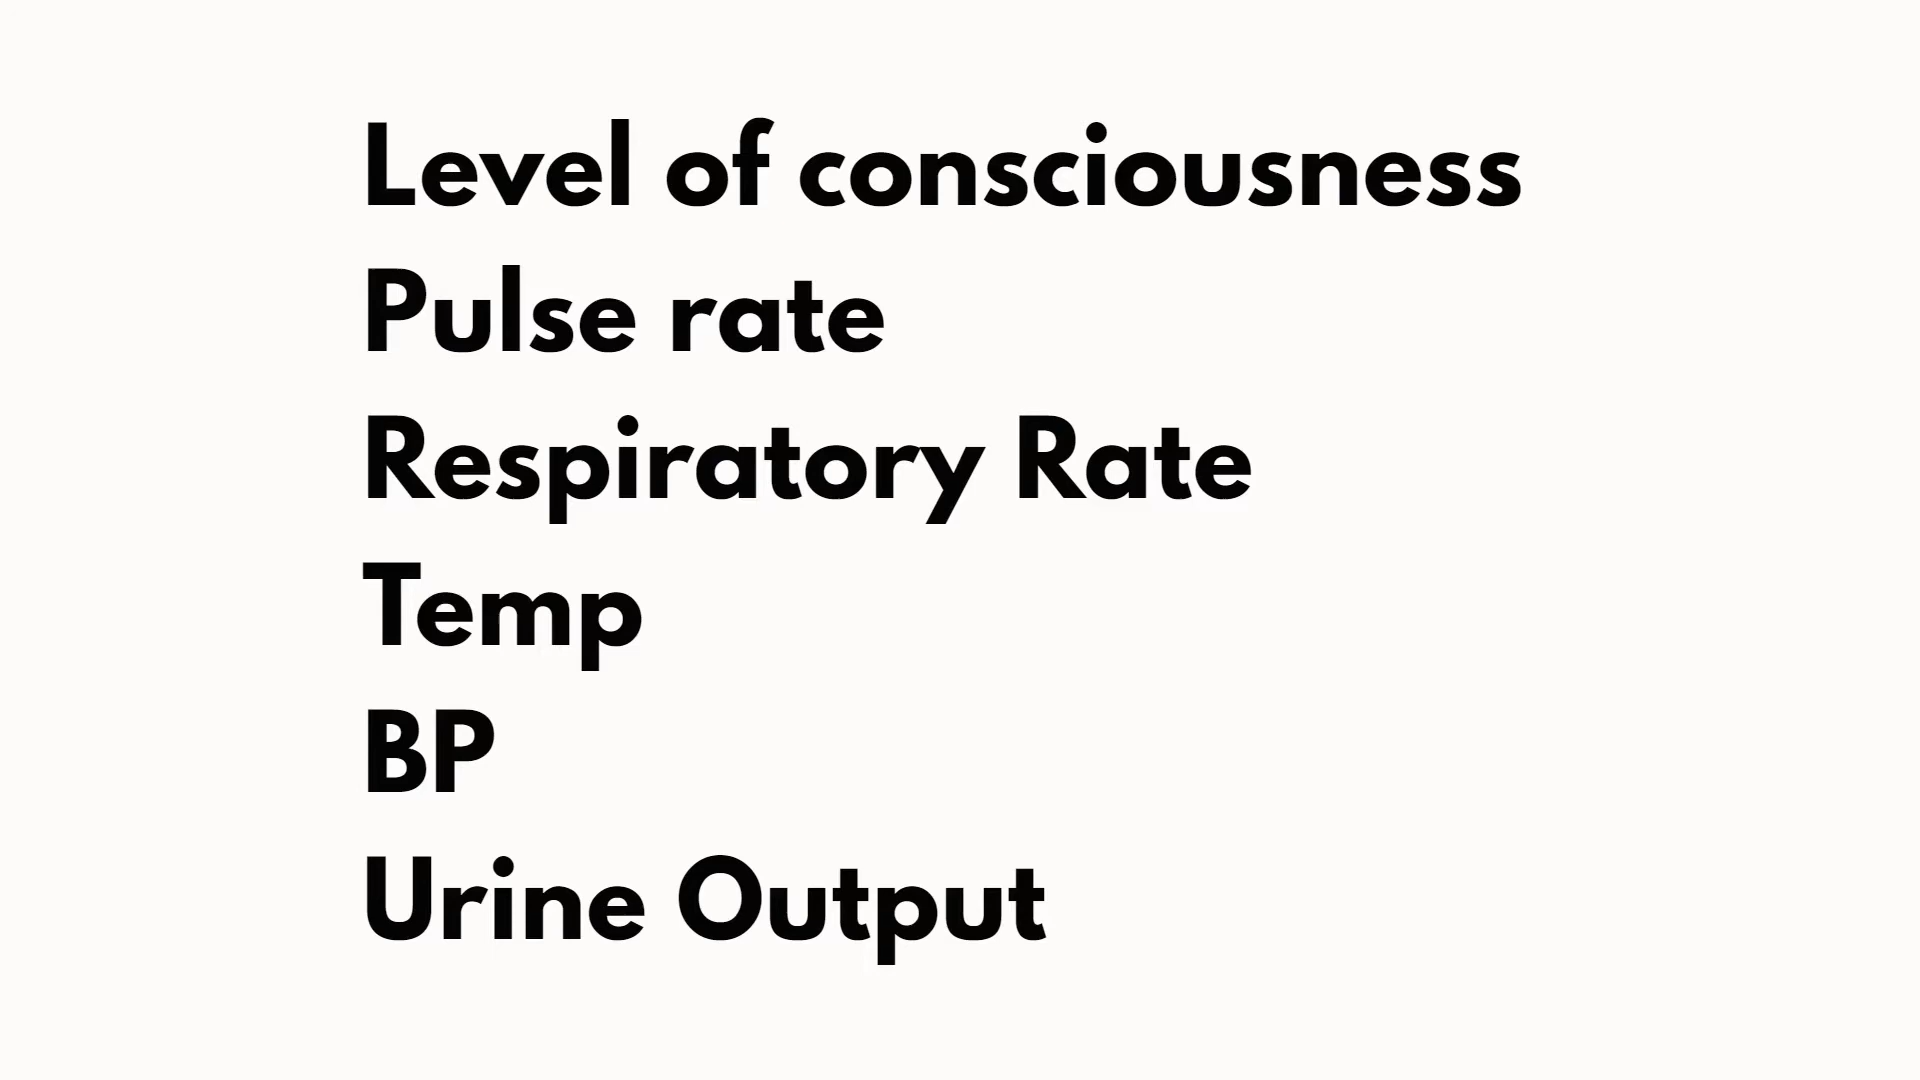 Level of consciousness
Pulse rate
Respiratory Rate
Temp
BP
Urine Output